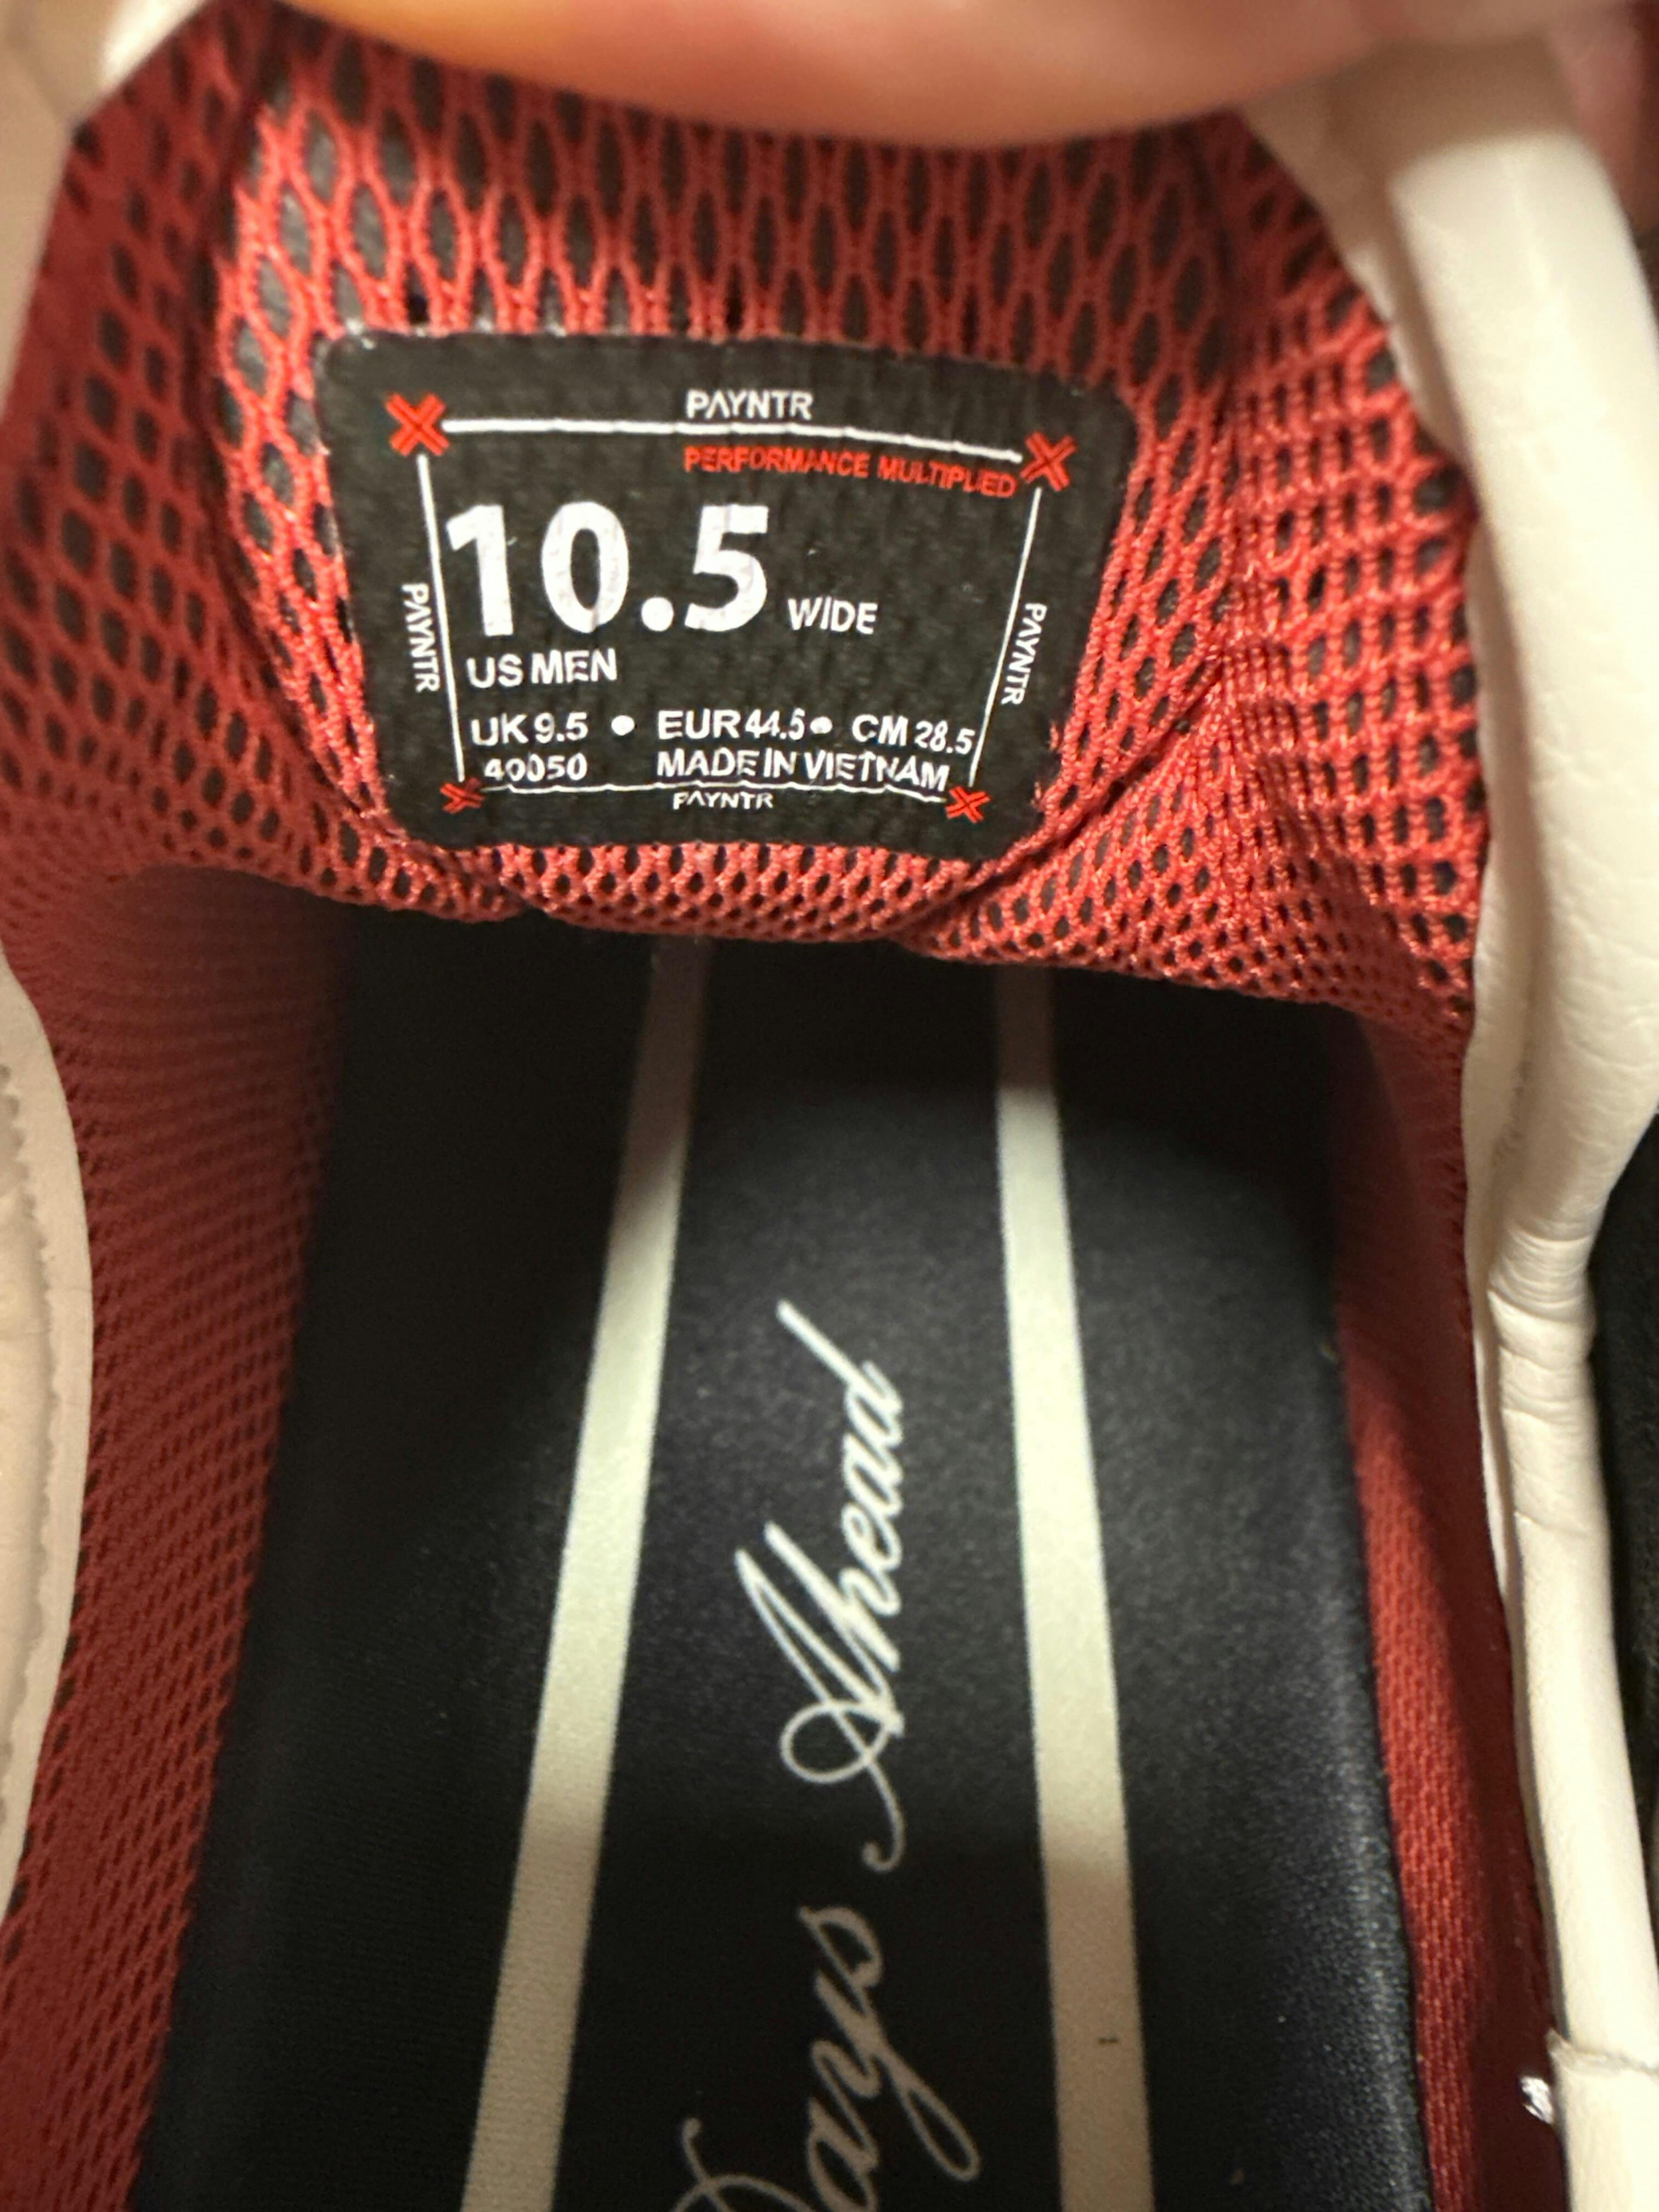 PAYNTR
PERFORMANCE MULTIPLIED
10.5 WIDE
US MEN
UK 9.5 • EUR 44.5 • CM 28.5
40050 MADE IN VIETNAM
PAYNTR
PAYNTR
PAYNTR
Days Ahead